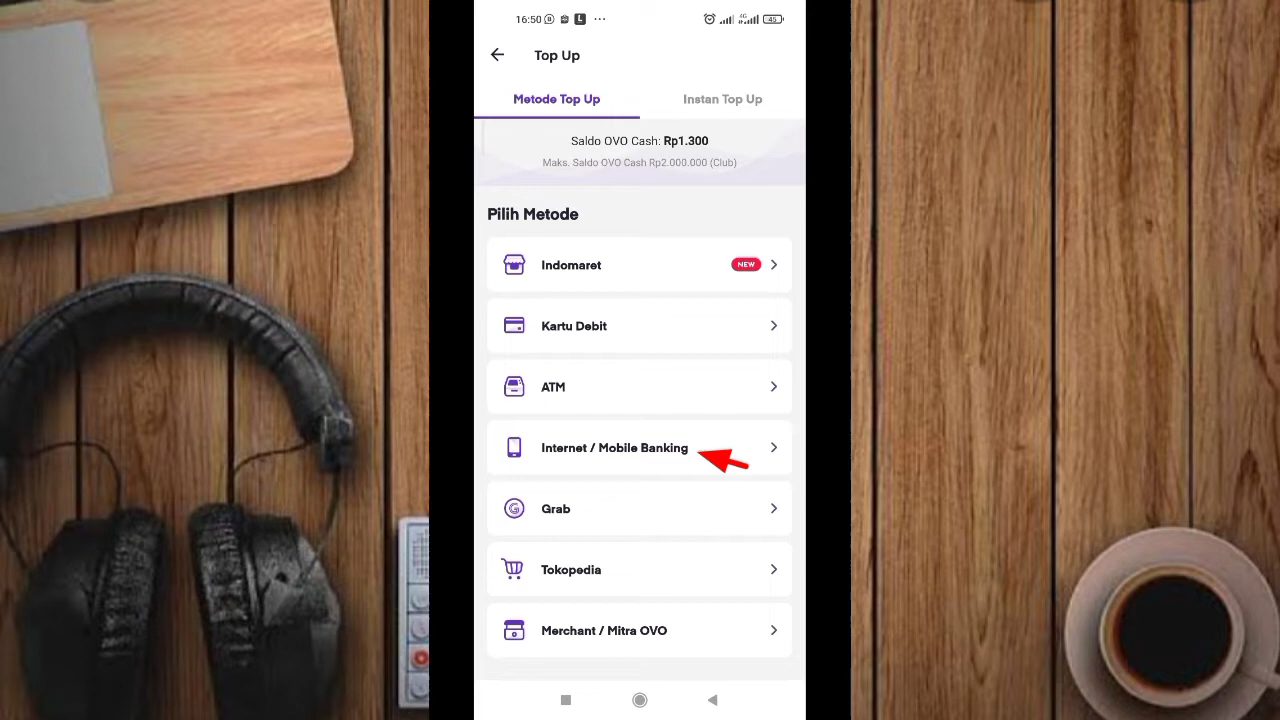 16:50
4G
45
Top Up
Metode Top Up
Instan Top Up
Saldo OVO Cash: Rp1.300
Maks. Saldo OVO Cash Rp2.000.000 (Club)
Pilih Metode
Indomaret
NEW
Kartu Debit
ATM
Internet / Mobile Banking
Grab
Tokopedia
Merchant / Mitra OVO